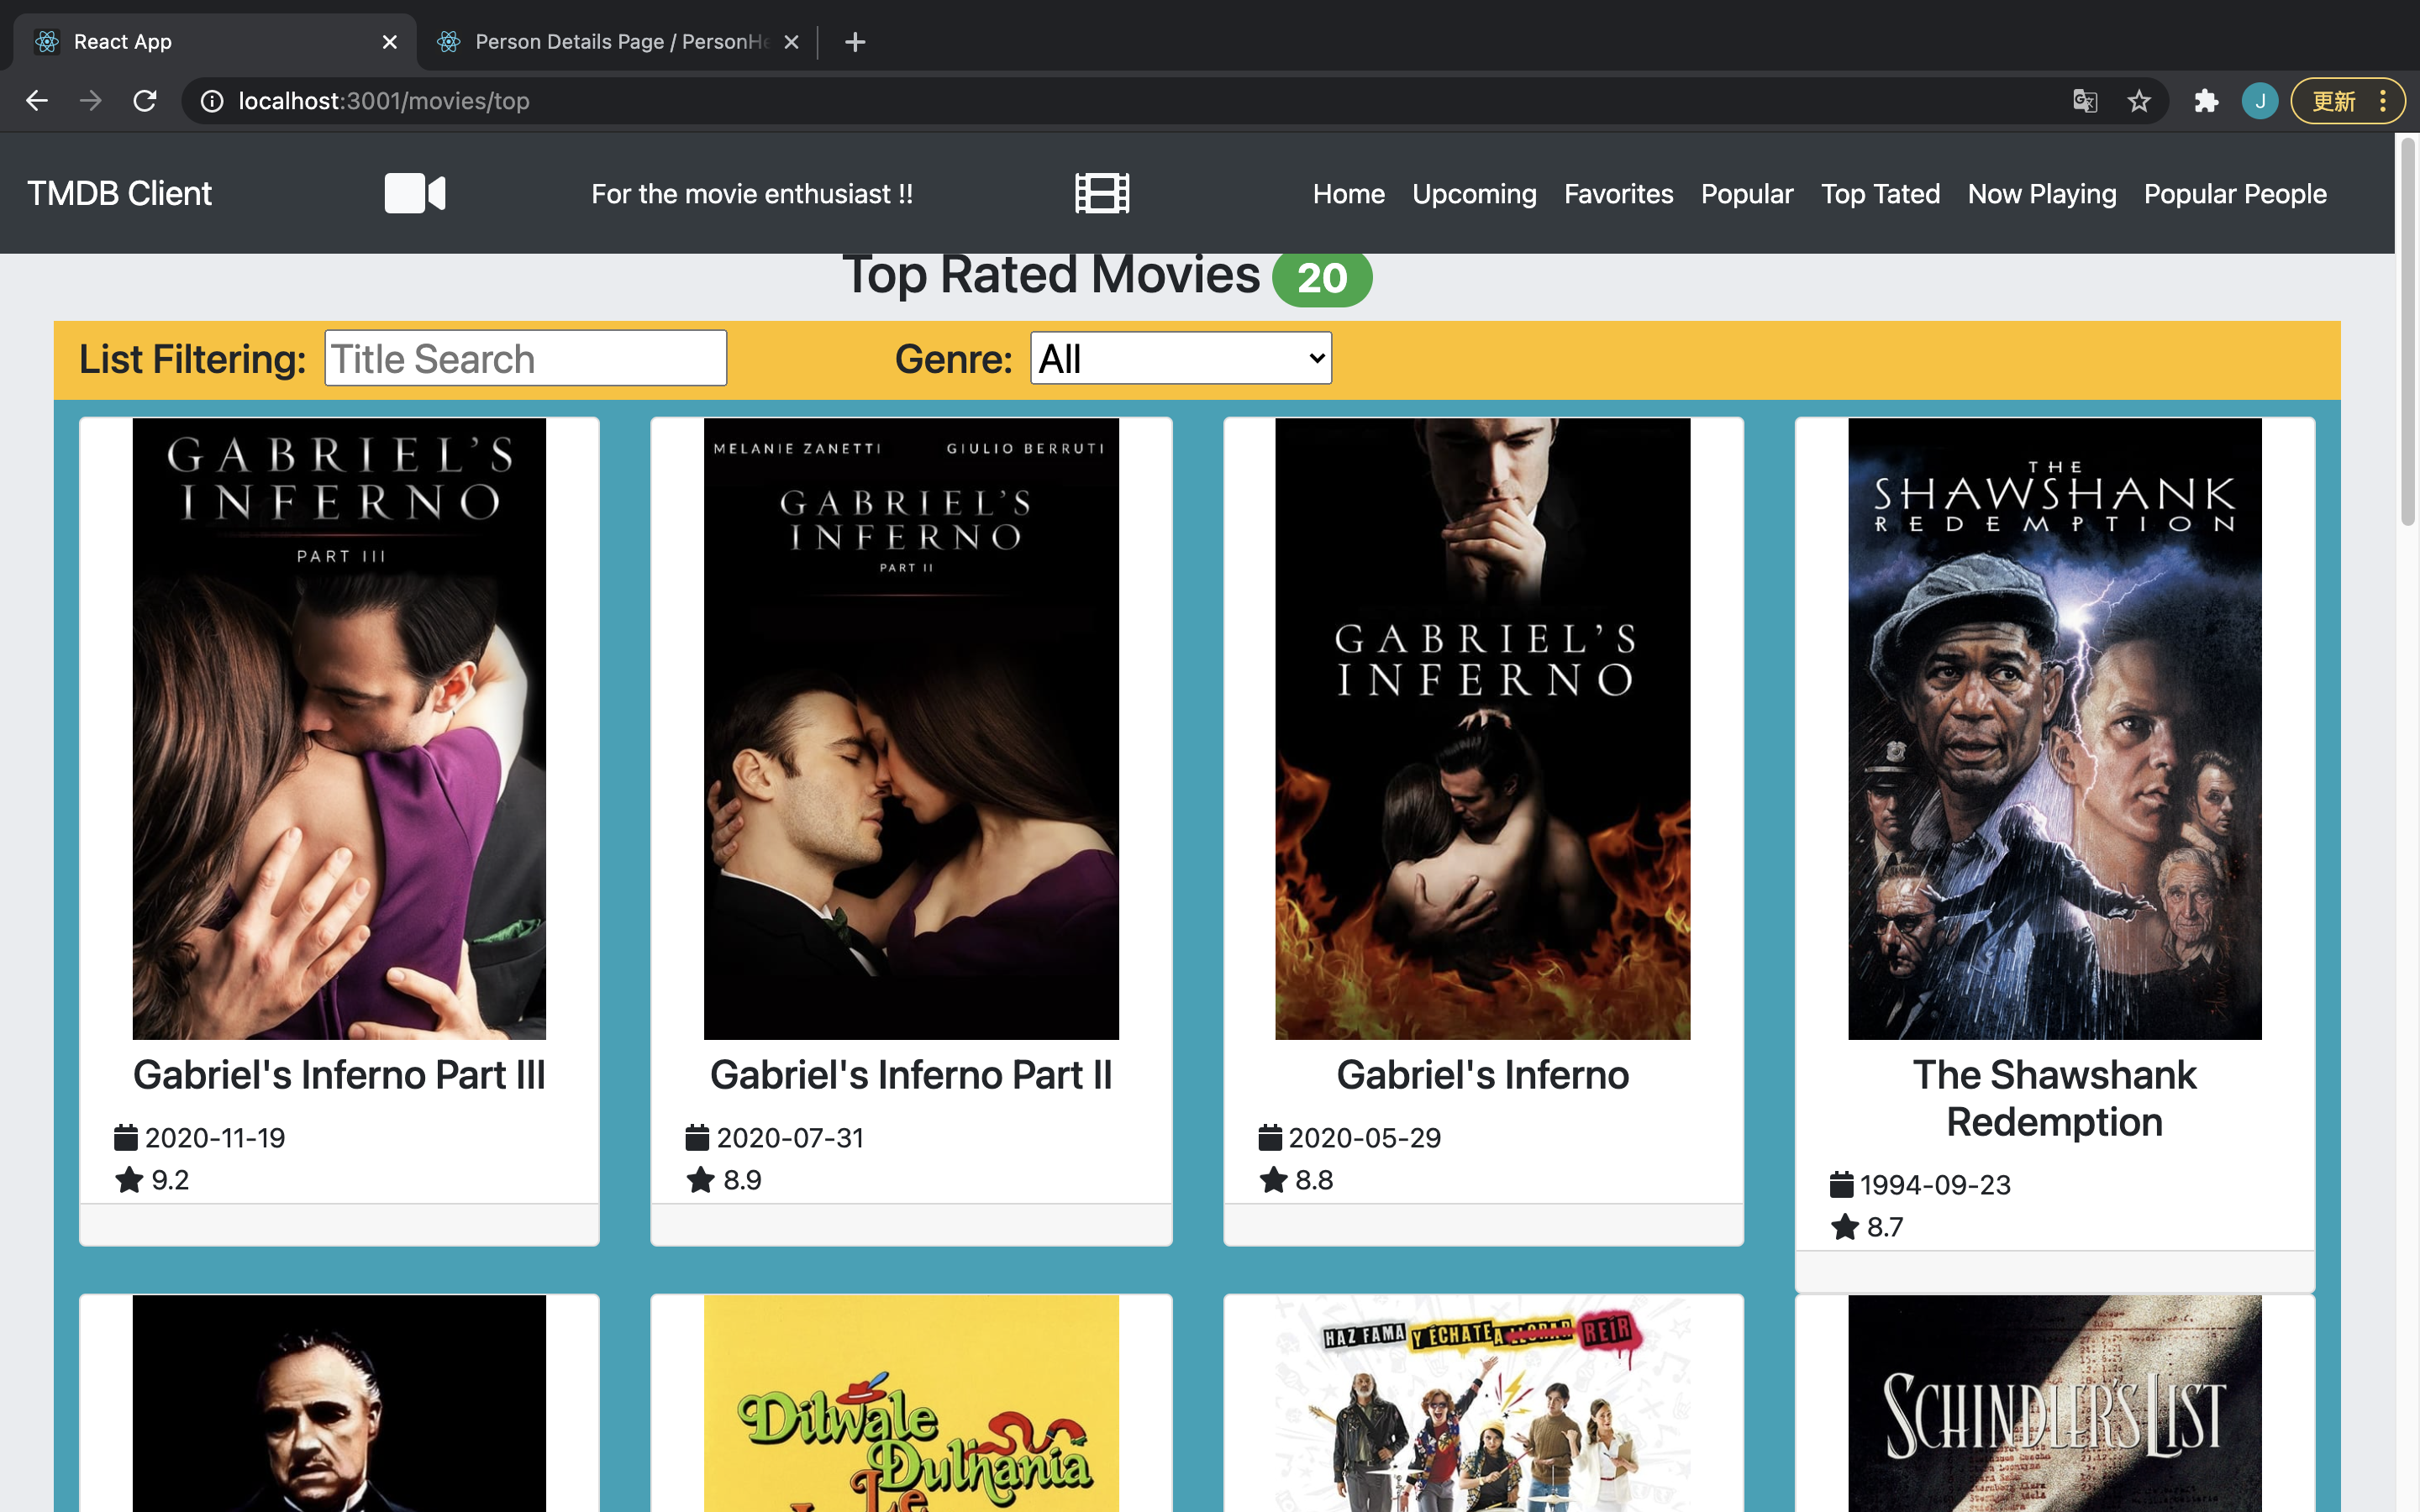 React App
Person Details Page / PersonHe
localhost:3001/movies/top
J
更新
TMDB Client
For the movie enthusiast !!
Home
Upcoming
Favorites
Popular
Top Tated
Now Playing
Popular People
Top Rated Movies 20
List Filtering:
Title Search
Genre:
All
GABRIEL'S
INFERNO
PART III
MELANIE ZANETTI
GIULIO BERRUTI
GABRIEL'S
INFERNO
PART II
GABRIEL'S
INFERNO
THE
SHAWSHANK
REDEMPTION
Gabriel's Inferno Part III
2020-11-19
9.2
Gabriel's Inferno Part II
2020-07-31
8.9
Gabriel's Inferno
2020-05-29
8.8
The Shawshank
Redemption
1994-09-23
8.7
Dilwale
Dulhania
Le
HAZ FAMA Y ÉCHATE A LLORAR REÍR
SCHINDLER'S LIST